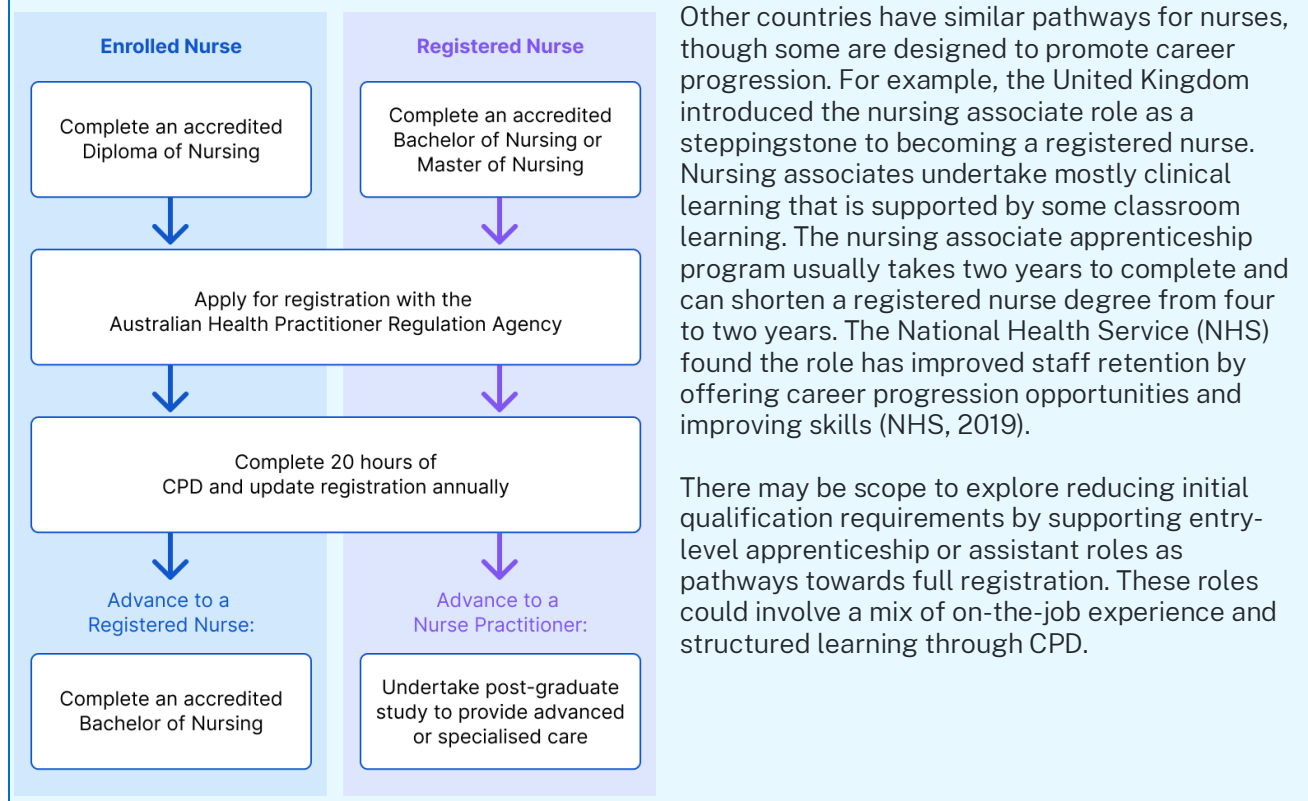 Enrolled Nurse
Complete an accredited
Diploma of Nursing
Registered Nurse
Complete an accredited
Bachelor of Nursing or
Master of Nursing
Apply for registration with the
Australian Health Practitioner Regulation Agency
Complete 20 hours of
CPD and update registration annually
Advance to a
Registered Nurse:
Complete an accredited
Bachelor of Nursing
Advance to a
Nurse Practitioner:
Undertake post-graduate
study to provide advanced
or specialised care
Other countries have similar pathways for nurses,
though some are designed to promote career
progression. For example, the United Kingdom
introduced the nursing associate role as a
steppingstone to becoming a registered nurse.
Nursing associates undertake mostly clinical
learning that is supported by some classroom
learning. The nursing associate apprenticeship
program usually takes two years to complete and
can shorten a registered nurse degree from four
to two years. The National Health Service (NHS)
found the role has improved staff retention by
offering career progression opportunities and
improving skills (NHS, 2019).
There may be scope to explore reducing initial
qualification requirements by supporting entry-
level apprenticeship or assistant roles as
pathways towards full registration. These roles
could involve a mix of on-the-job experience and
structured learning through CPD.